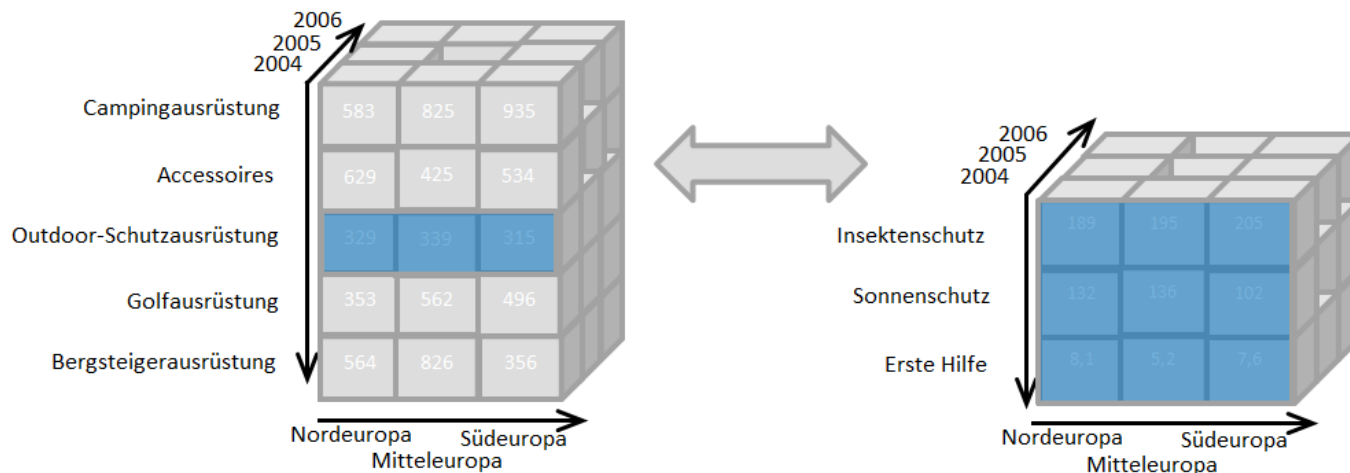 2006
2005
2004
Campingausrüstung 583 825 935
Accessoires 629 425 534
Outdoor-Schutzausrüstung 329 339 315
Golfausrüstung 353 562 496
Bergsteigerausrüstung 564 826 356
Nordeuropa Südeuropa
Mitteleuropa
2006
2005
2004
Insektenschutz 189 195 205
Sonnenschutz 132 136 102
Erste Hilfe 8,1 5,2 7,6
Nordeuropa Südeuropa
Mitteleuropa